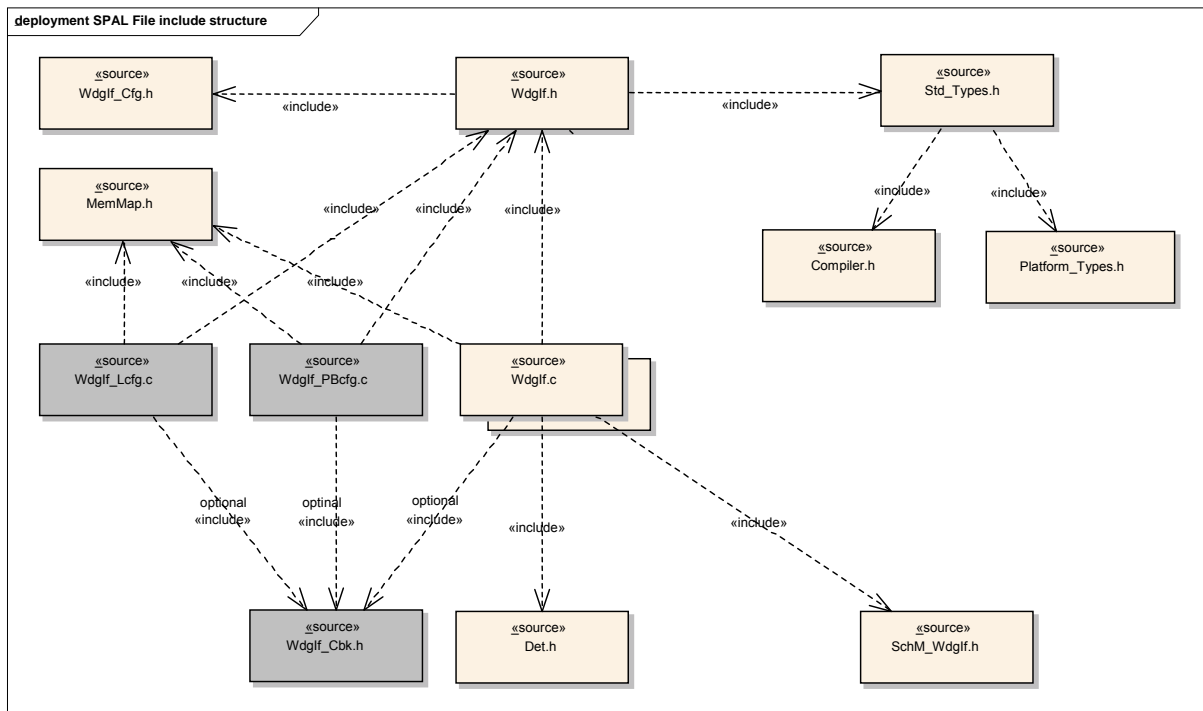 deployment SPAL File include structure
«source»
WdgIf_Cfg.h
«source»
WdgIf.h
«source»
Std_Types.h
«include»
«include»
«source»
MemMap.h
«include»
«include»
«include»
«include»
«include»
«source»
Compiler.h
«source»
Platform_Types.h
«include»
«include»
«include»
«source»
WdgIf_Lcfg.c
«source»
WdgIf_PBcfg.c
«source»
WdgIf.c
optional
«include»
optinal
«include»
optional
«include»
«include»
«include»
«source»
WdgIf_Cbk.h
«source»
Det.h
«source»
SchM_WdgIf.h